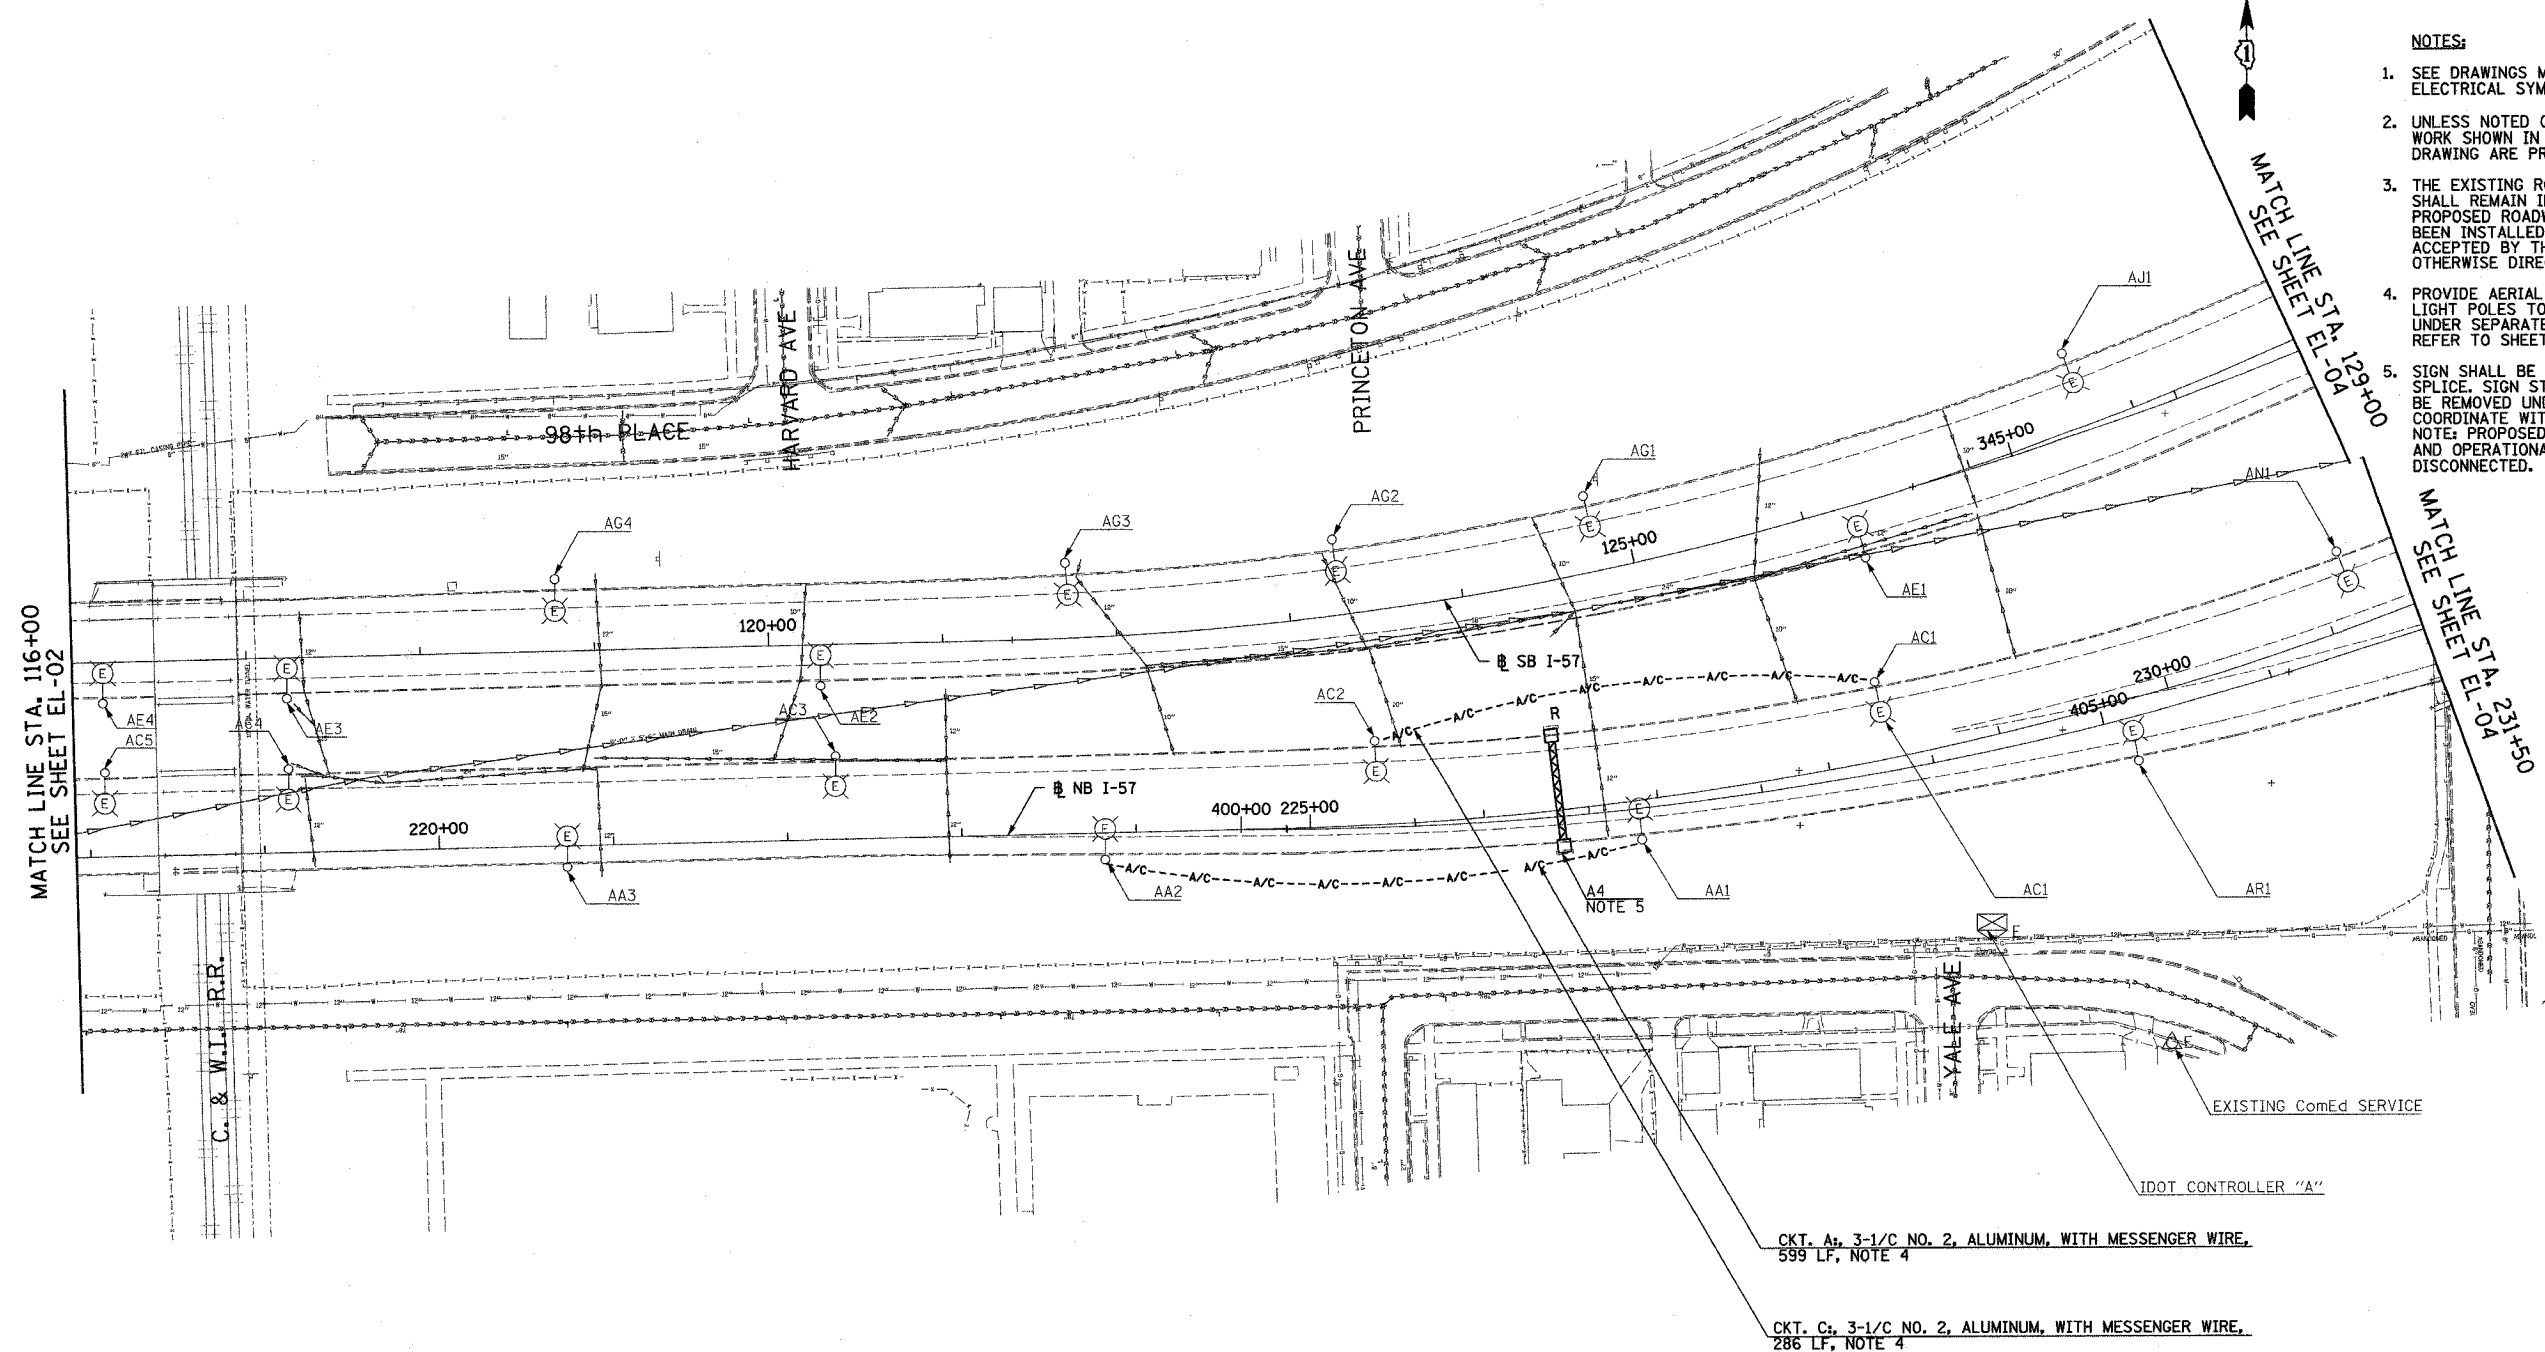 NOTES:
1. SEE DRAWINGS M
ELECTRICAL SYM
2. UNLESS NOTED O
WORK SHOWN IN
DRAWING ARE PR
3. THE EXISTING R
SHALL REMAIN I
PROPOSED ROADW
BEEN INSTALLED
ACCEPTED BY TH
OTHERWISE DIRE
4. PROVIDE AERIAL
LIGHT POLES TO
UNDER SEPARATE
REFER TO SHEET
5. SIGN SHALL BE
SPLICE. SIGN ST
BE REMOVED UND
COORDINATE WIT
NOTE: PROPOSED
AND OPERATIONA
DISCONNECTED.
MATCH LINE STA. 129+00
SEE SHEET EL-04
MATCH LINE STA. 231+50
SEE SHEET EL-04
MATCH LINE STA. 116+00
SEE SHEET EL-02
98th PLACE
HARVARD AVE
PRINCETON AVE
YALE AVE
C. & W.I. R.R.
AJ1
AG1
AG2
AG3
AG4
AN1
345+00
125+00
120+00
AE1
AC1
℄ SB I-57
230+00
405+00
AC2
R
AC3
AE2
AE4
AC4
AE3
AC5
℄ NB I-57
400+00 225+00
220+00
A/C A/C A/C A/C A/C A/C
A/C A/C A/C A/C A/C A/C A/C A/C
AA3
AA2
A4
NOTE 5
AA1
AC1
AR1
E
EXISTING ComEd SERVICE
IDOT CONTROLLER "A"
CKT. A:, 3-1/C NO. 2, ALUMINUM, WITH MESSENGER WIRE,
599 LF, NOTE 4
CKT. C:, 3-1/C NO. 2, ALUMINUM, WITH MESSENGER WIRE,
286 LF, NOTE 4